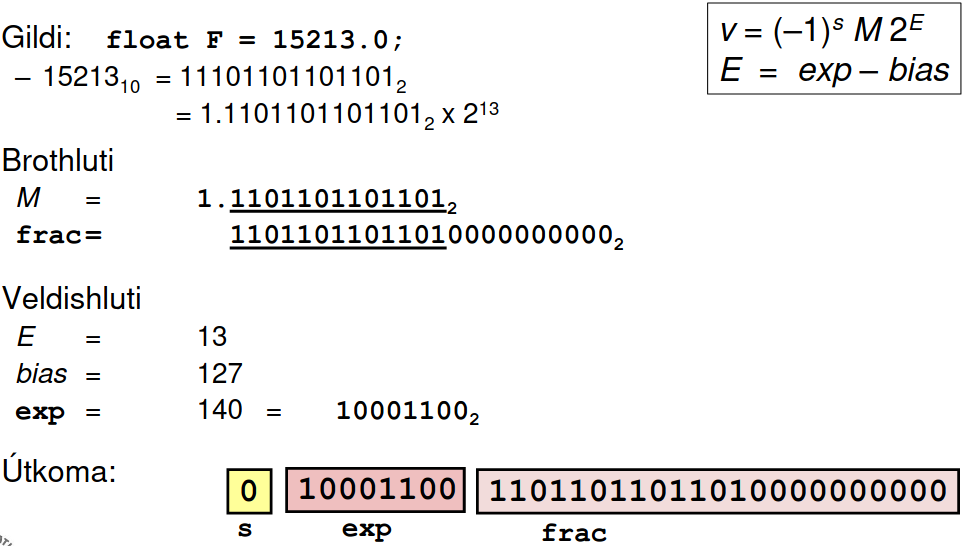 Gildi: float F = 15213.0;
v = (–1)ˢ M 2ᴱ
E = exp – bias
– 15213₁₀ = 11101101101101₂
= 1.1101101101101₂ x 2¹³
Brothluti
M = 1.1101101101101₂
frac= 11011011011010000000000₂
Veldishluti
E = 13
bias = 127
exp = 140 = 10001100₂
Útkoma:
0 10001100 11011011011010000000000
s exp frac